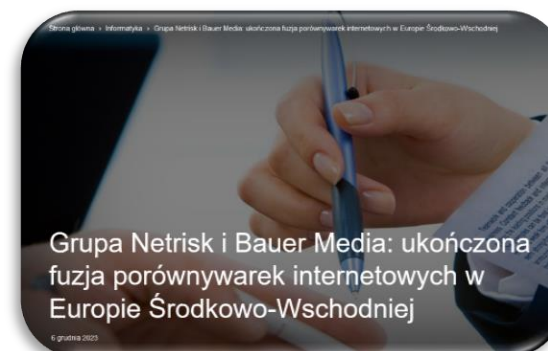 Strona główna › Informatyka › Grupa Netrisk i Bauer Media: ukończona fuzja porównywarek internetowych w Europie Środkowo-Wschodniej
Grupa Netrisk i Bauer Media: ukończona
fuzja porównywarek internetowych w
Europie Środkowo-Wschodniej
6 grudnia 2023